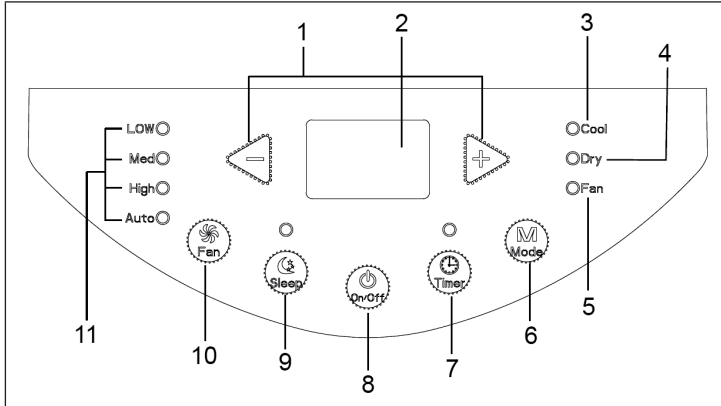 1
2
3
4
LOW
Med
High
Auto
−
+
Cool
Dry
Fan
Fan
Sleep
On/Off
Timer
M
Mode
11
10
9
8
7
6
5